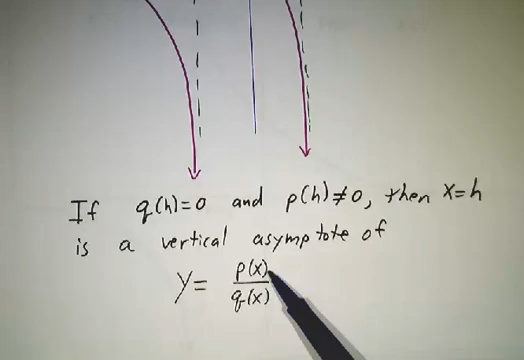 If q(h)=0 and p(h)≠0, then x=h
is a vertical asymptote of
y= p(x)/q(x)